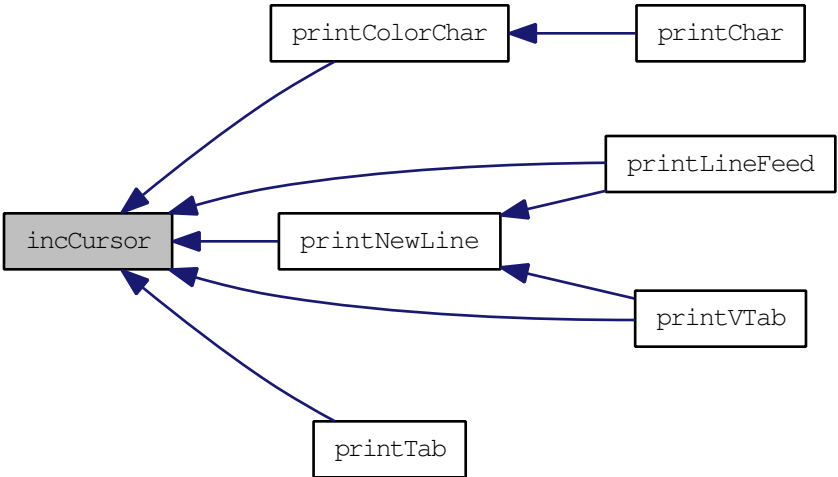 printColorChar
printChar
printLineFeed
incCursor
printNewLine
printVTab
printTab